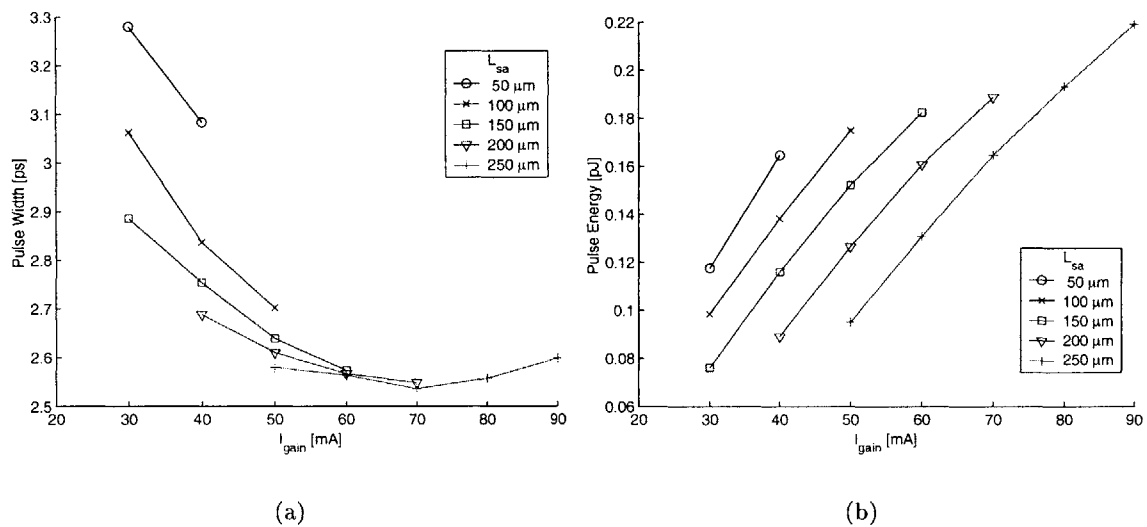 3.3
3.2
3.1
3
2.9
2.8
2.7
2.6
2.5
Pulse Width [ps]
20 30 40 50 60 70 80 90
I_gain [mA]
L_sa
50 μm
100 μm
150 μm
200 μm
250 μm
(a)
0.22
0.2
0.18
0.16
0.14
0.12
0.1
0.08
0.06
Pulse Energy [pJ]
20 30 40 50 60 70 80 90
I_gain [mA]
L_sa
50 μm
100 μm
150 μm
200 μm
250 μm
(b)